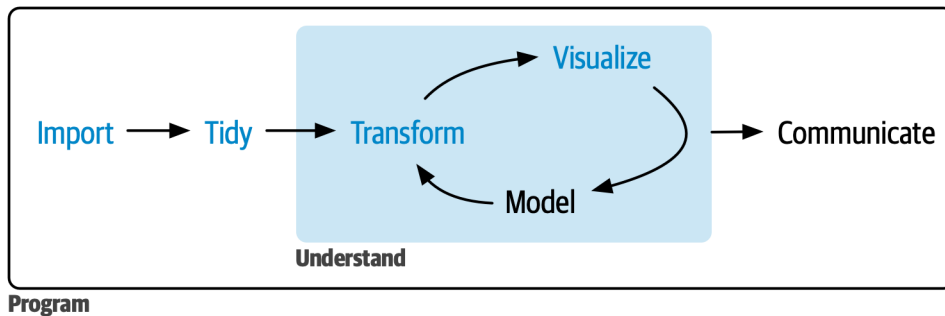 Visualize
Import Tidy Transform Communicate
Model
Understand
Program